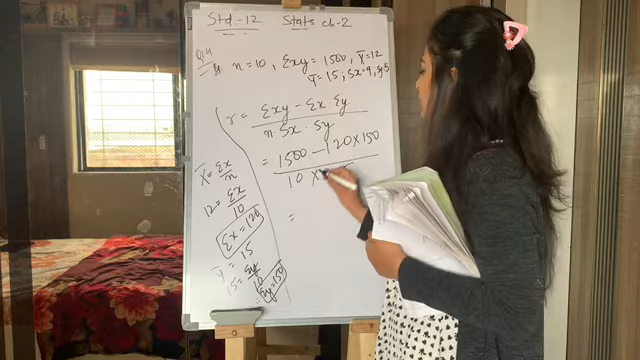 Std-12 Stats ch-2
Q14 n=10, Σxy = 1500, x̄=12
ȳ=15, Sx=9, Sy=5
r = Σxy - Σx · Σy
n · Sx · Sy
= 1500 - 120 × 150
10 ×
=
x̄ = Σx
n
12 = Σx
10
Σx=120
ȳ = 15
15 = Σy
10
∴ Σy=150